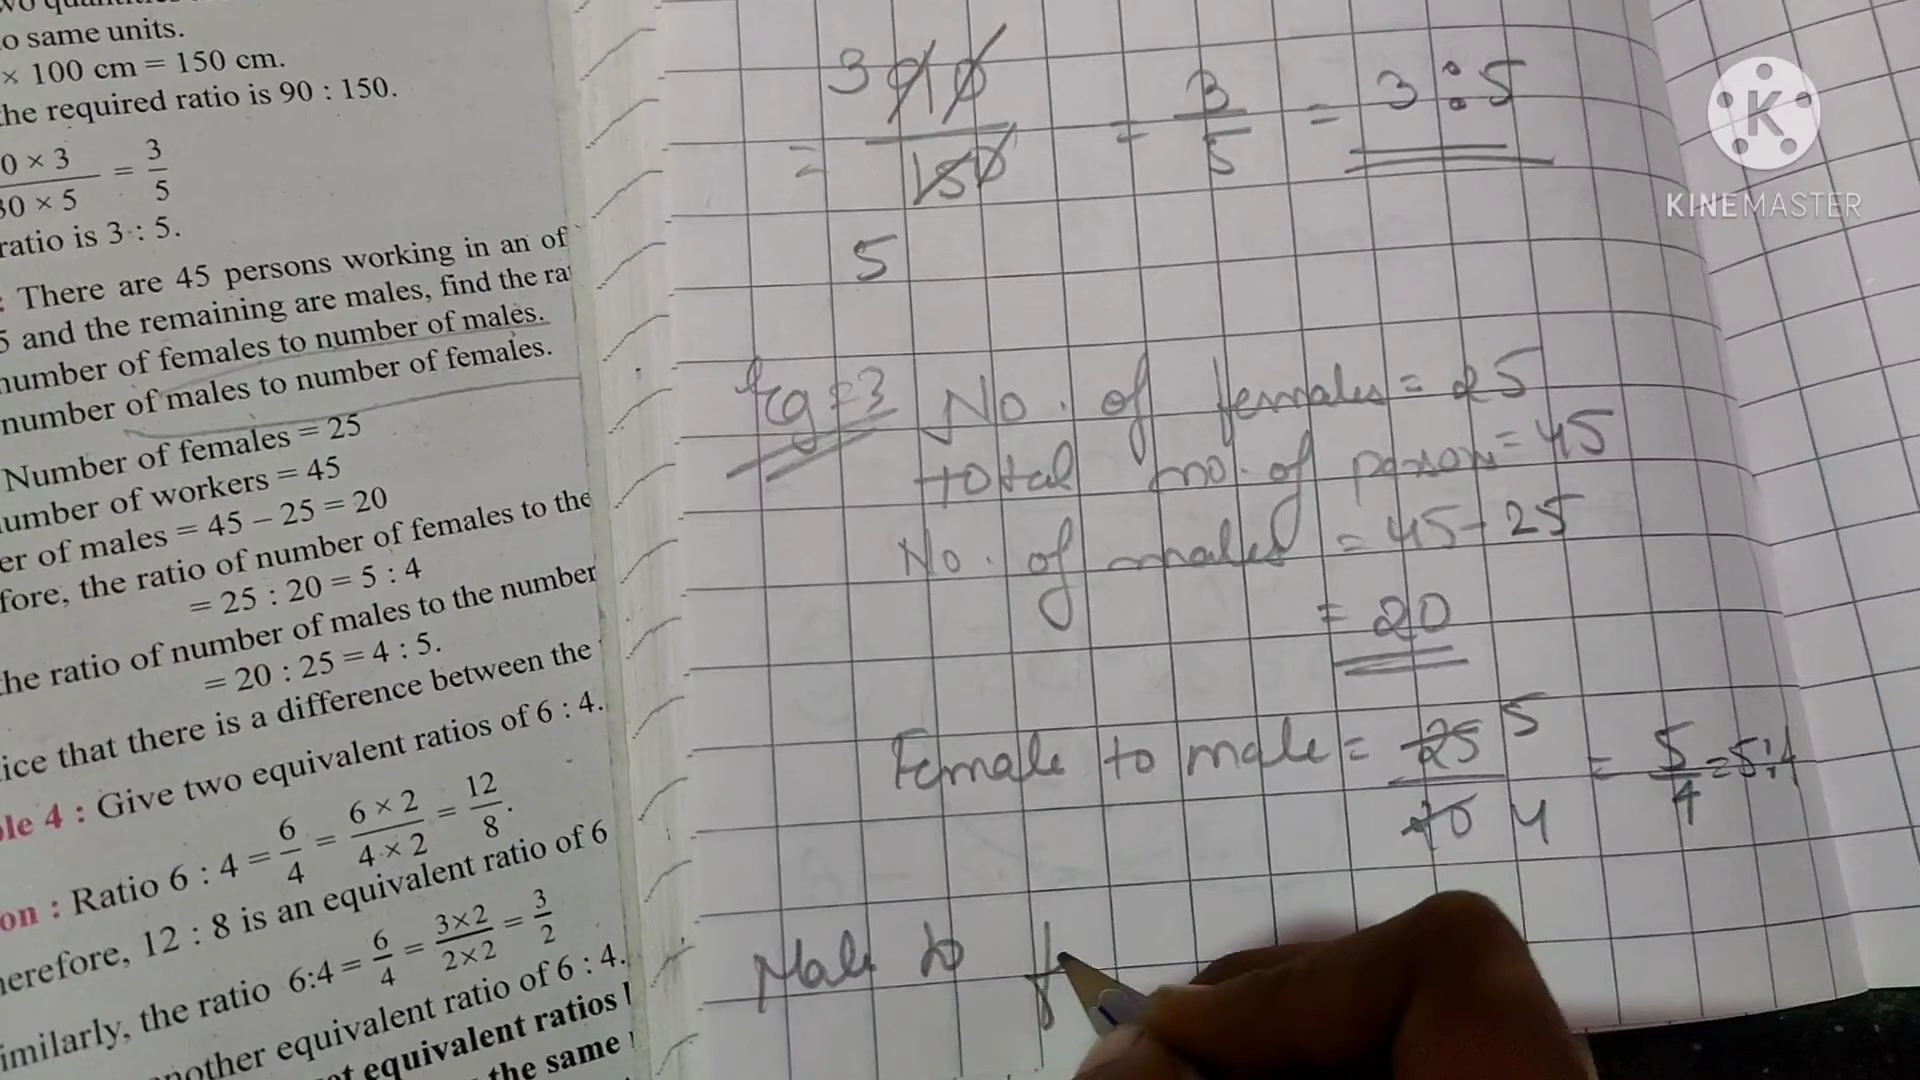 o same units.
× 100 cm = 150 cm.
the required ratio is 90 : 150.
0 × 3 / 30 × 5 = 3/5
ratio is 3 : 5.
: There are 45 persons working in an of
5 and the remaining are males, find the ra
number of females to number of males.
number of males to number of females.
Number of females = 25
umber of workers = 45
er of males = 45 – 25 = 20
fore, the ratio of number of females to the
= 25 : 20 = 5 : 4
the ratio of number of males to the number
= 20 : 25 = 4 : 5.
ice that there is a difference between the
le 4 : Give two equivalent ratios of 6 : 4.
on : Ratio 6 : 4 = 6/4 = 6 × 2 / 4 × 2 = 12/8.
herefore, 12 : 8 is an equivalent ratio of 6
imilarly, the ratio 6:4 = 6/4 = 3×2 / 2×2 = 3/2
another equivalent ratio of 6 : 4.
equivalent ratios
the same
= 3 90 / 150 5 = 3/5 = 3 : 5
Eg = 3 No. of females = 25
total no. of person = 45
No. of males = 45 - 25
= 20
Female to male = 25 5 / 20 4 = 5/4 = 5:4
Male to f
K
KINEMASTER